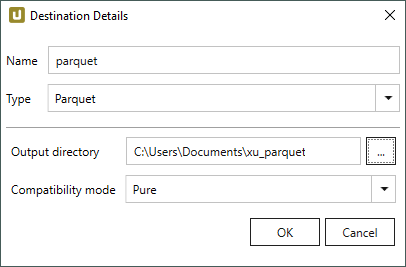 Destination Details
Name parquet
Type Parquet
Output directory C:\Users\Documents\xu_parquet ...
Compatibility mode Pure
OK Cancel